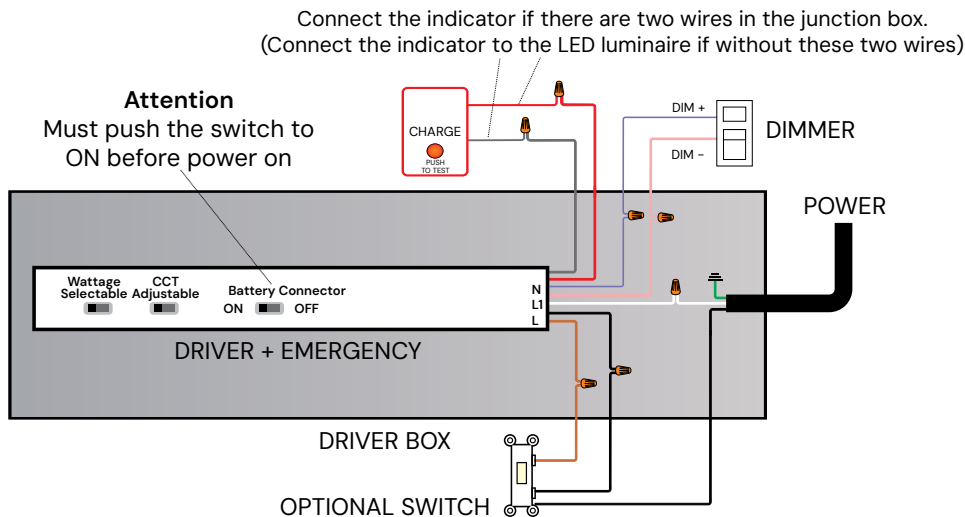 Connect the indicator if there are two wires in the junction box.
(Connect the indicator to the LED luminaire if without these two wires)
Attention
Must push the switch to
ON before power on
CHARGE
PUSH
TO TEST
DIM +
DIM -
DIMMER
POWER
Wattage
Selectable
CCT
Adjustable
Battery Connector
ON
OFF
N
L1
L
DRIVER + EMERGENCY
DRIVER BOX
OPTIONAL SWITCH